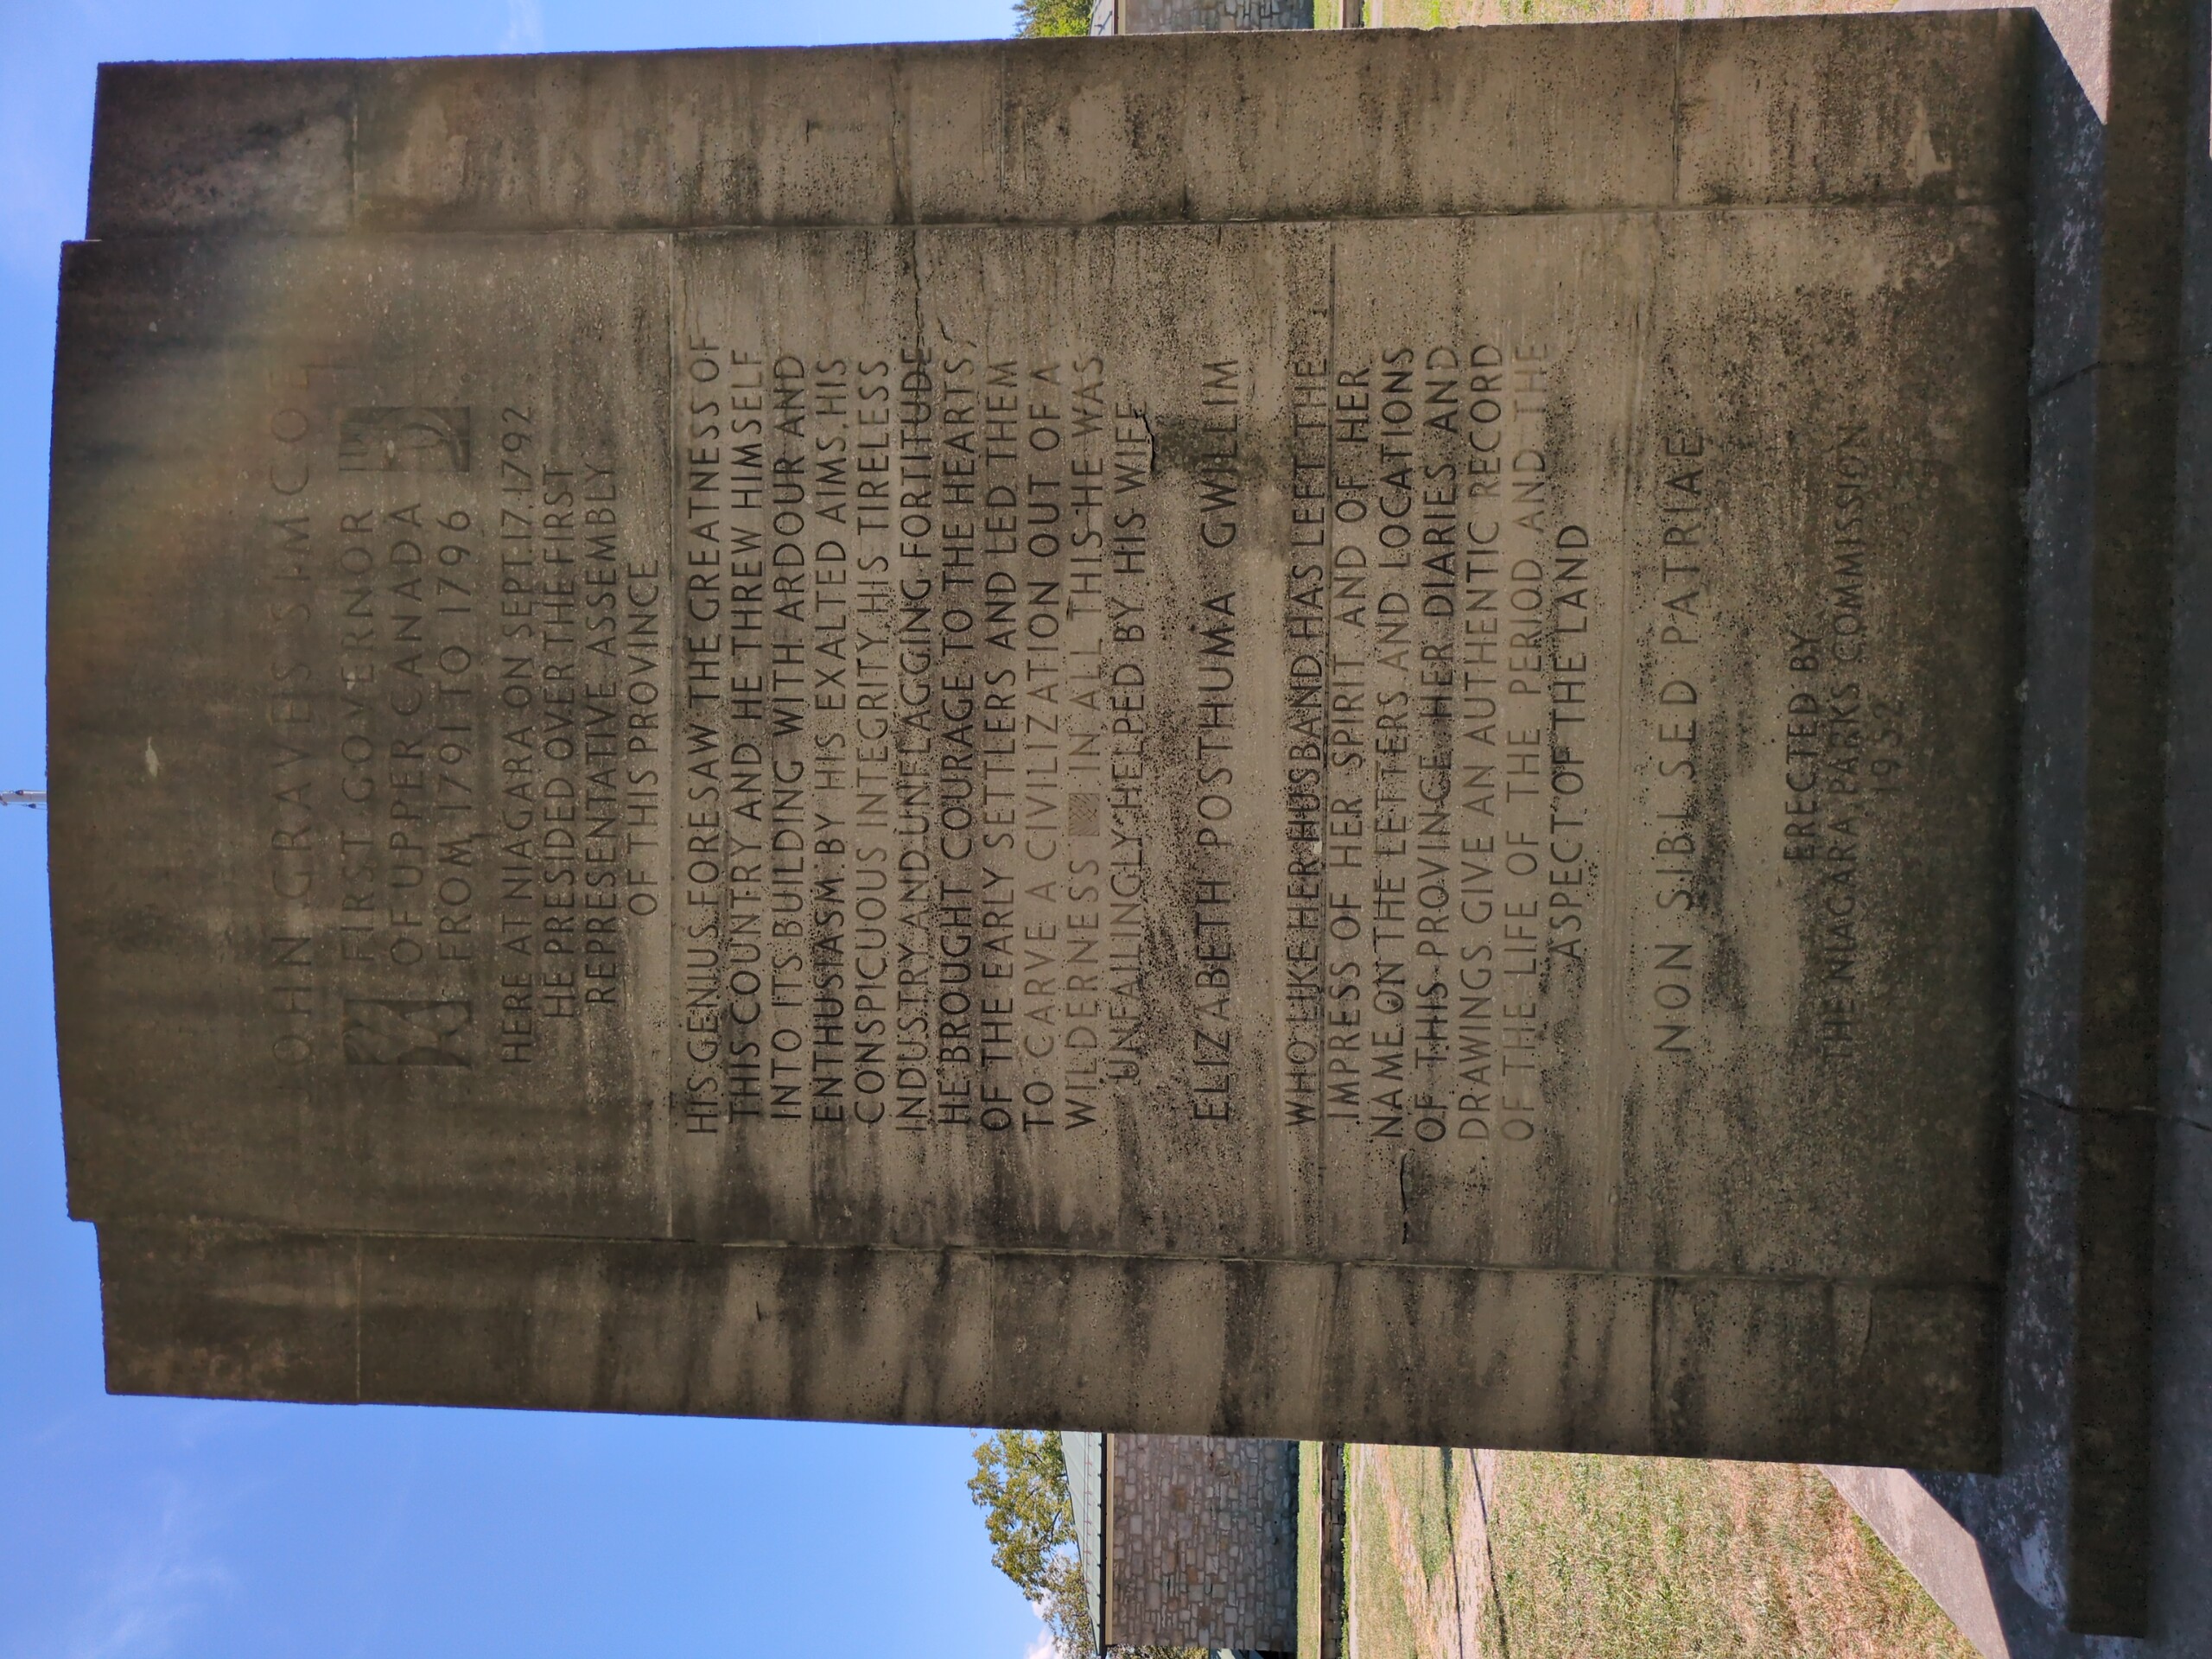 JOHN GRAVES SIMCOE
FIRST GOVERNOR
OF UPPER CANADA
FROM 1791 TO 1796
HERE AT NIAGARA ON SEPT. 17. 1792
HE PRESIDED OVER THE FIRST
REPRESENTATIVE ASSEMBLY
OF THIS PROVINCE
HIS GENIUS FORESAW THE GREATNESS OF
THIS COUNTRY AND HE THREW HIMSELF
INTO ITS BUILDING WITH ARDOUR AND
ENTHUSIASM. BY HIS EXALTED AIMS, HIS
CONSPICUOUS INTEGRITY HIS TIRELESS
INDUSTRY AND UNFLAGGING FORTITUDE
HE BROUGHT COURAGE TO THE HEARTS
OF THE EARLY SETTLERS AND LED THEM
TO CARVE A CIVILIZATION OUT OF A
WILDERNESS IN ALL THIS HE WAS
UNFAILINGLY HELPED BY HIS WIFE
ELIZABETH POSTHUMA GWILLIM
WHO LIKE HER HUSBAND HAS LEFT THE
IMPRESS OF HER SPIRIT AND OF HER
NAME ON THE LETTERS AND LOCATIONS
OF THIS PROVINCE. HER DIARIES AND
DRAWINGS GIVE AN AUTHENTIC RECORD
OF THE LIFE OF THE PERIOD AND THE
ASPECT OF THE LAND
NON SIBI, SED PATRIAE
ERECTED BY
THE NIAGARA PARKS COMMISSION
1952